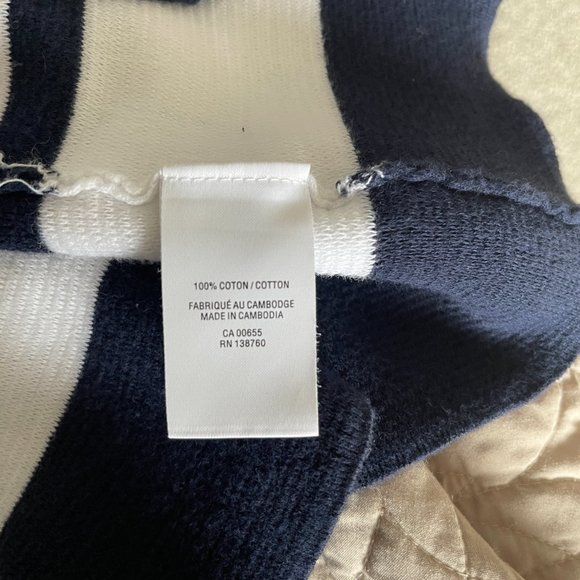 100% COTON / COTTON
FABRIQUÉ AU CAMBODGE
MADE IN CAMBODIA
CA 00655
RN 138760